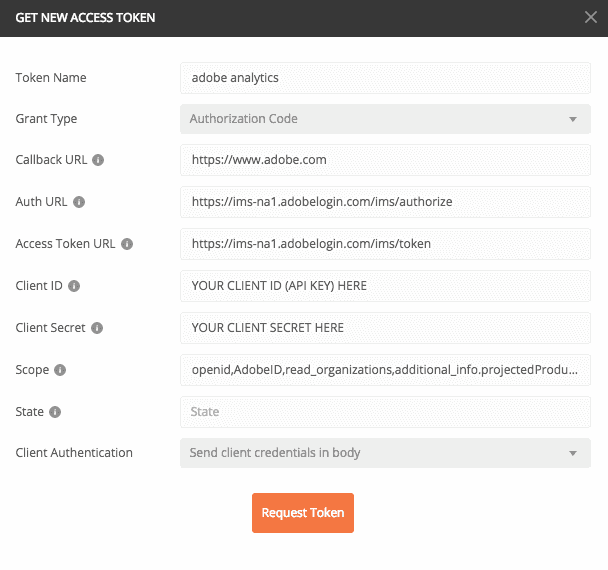 GET NEW ACCESS TOKEN
Token Name adobe analytics
Grant Type Authorization Code
Callback URL https://www.adobe.com
Auth URL https://ims-na1.adobelogin.com/ims/authorize
Access Token URL https://ims-na1.adobelogin.com/ims/token
Client ID YOUR CLIENT ID (API KEY) HERE
Client Secret YOUR CLIENT SECRET HERE
Scope openid,AdobeID,read_organizations,additional_info.projectedProdu...
State State
Client Authentication Send client credentials in body
Request Token